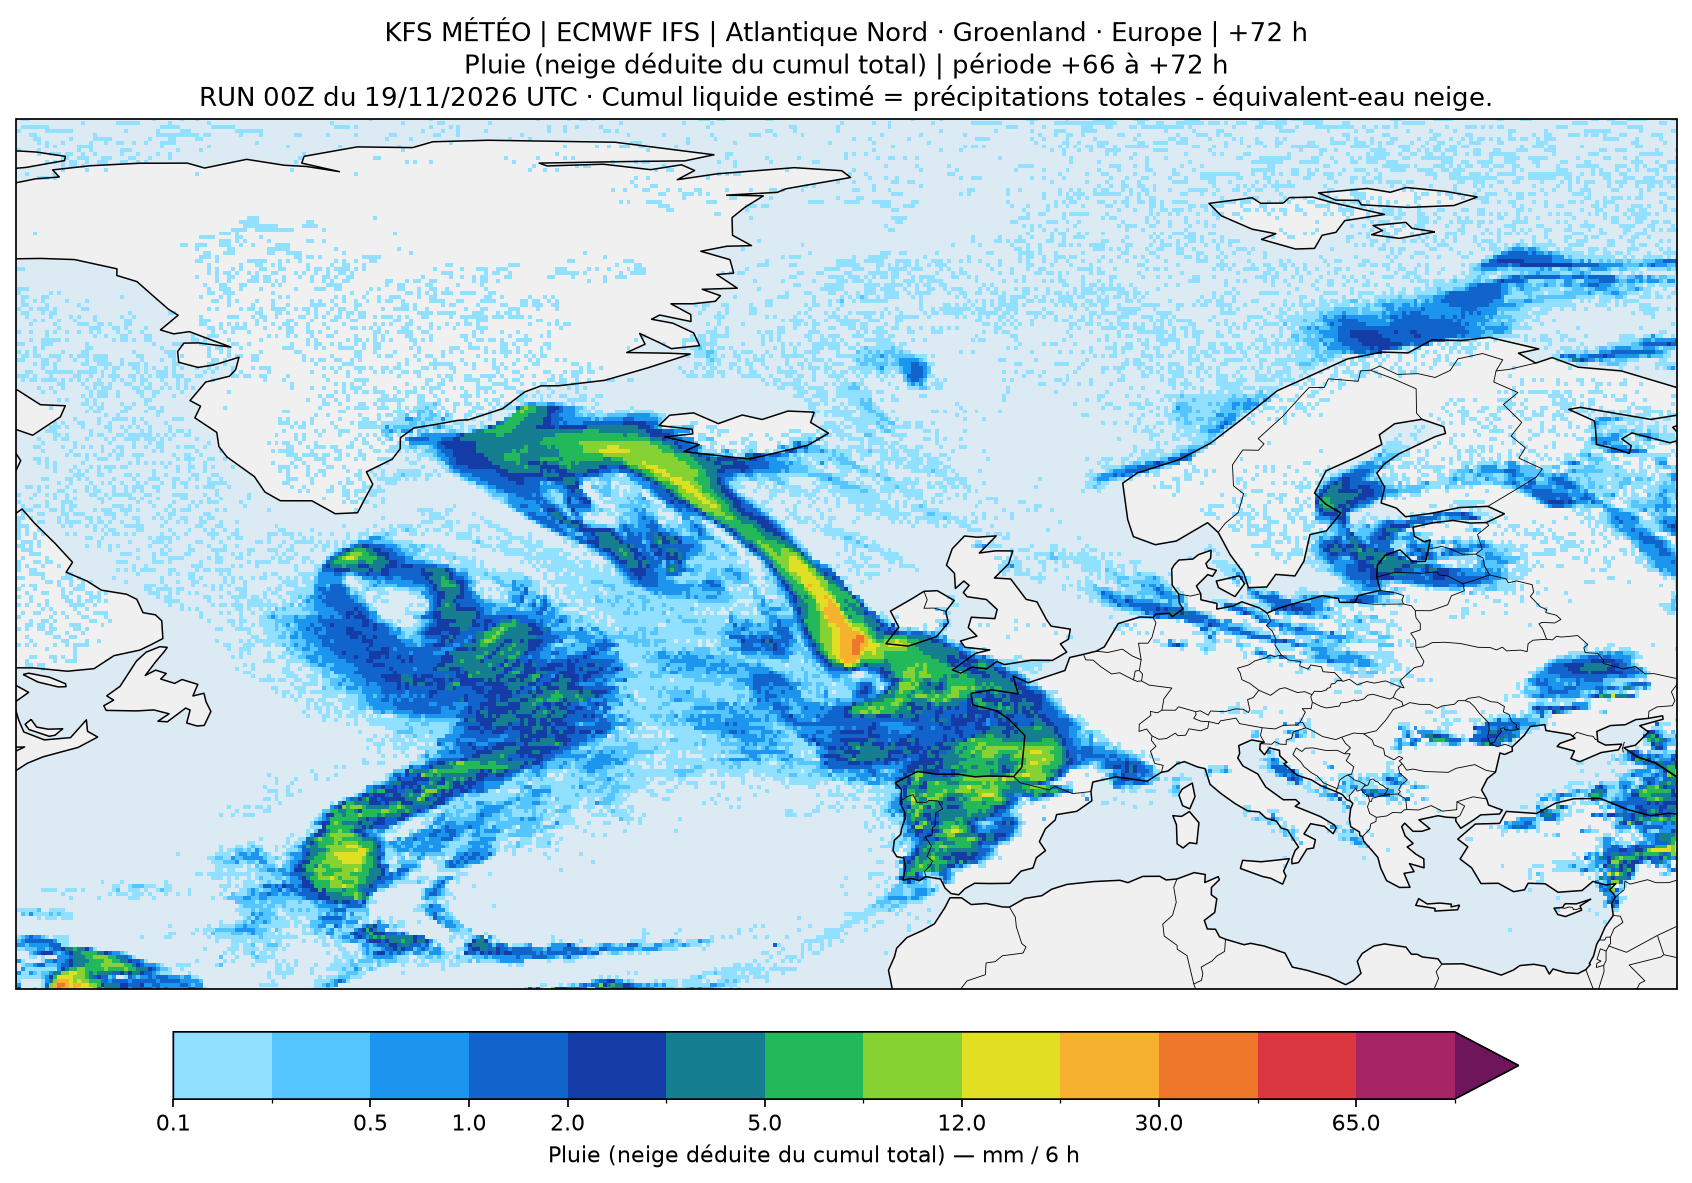 KFS MÉTÉO | ECMWF IFS | Atlantique Nord · Groenland · Europe | +72 h
Pluie (neige déduite du cumul total) | période +66 à +72 h
RUN 00Z du 19/11/2026 UTC · Cumul liquide estimé = précipitations totales - équivalent-eau neige.
0.1 0.5 1.0 2.0 5.0 12.0 30.0 65.0
Pluie (neige déduite du cumul total) — mm / 6 h